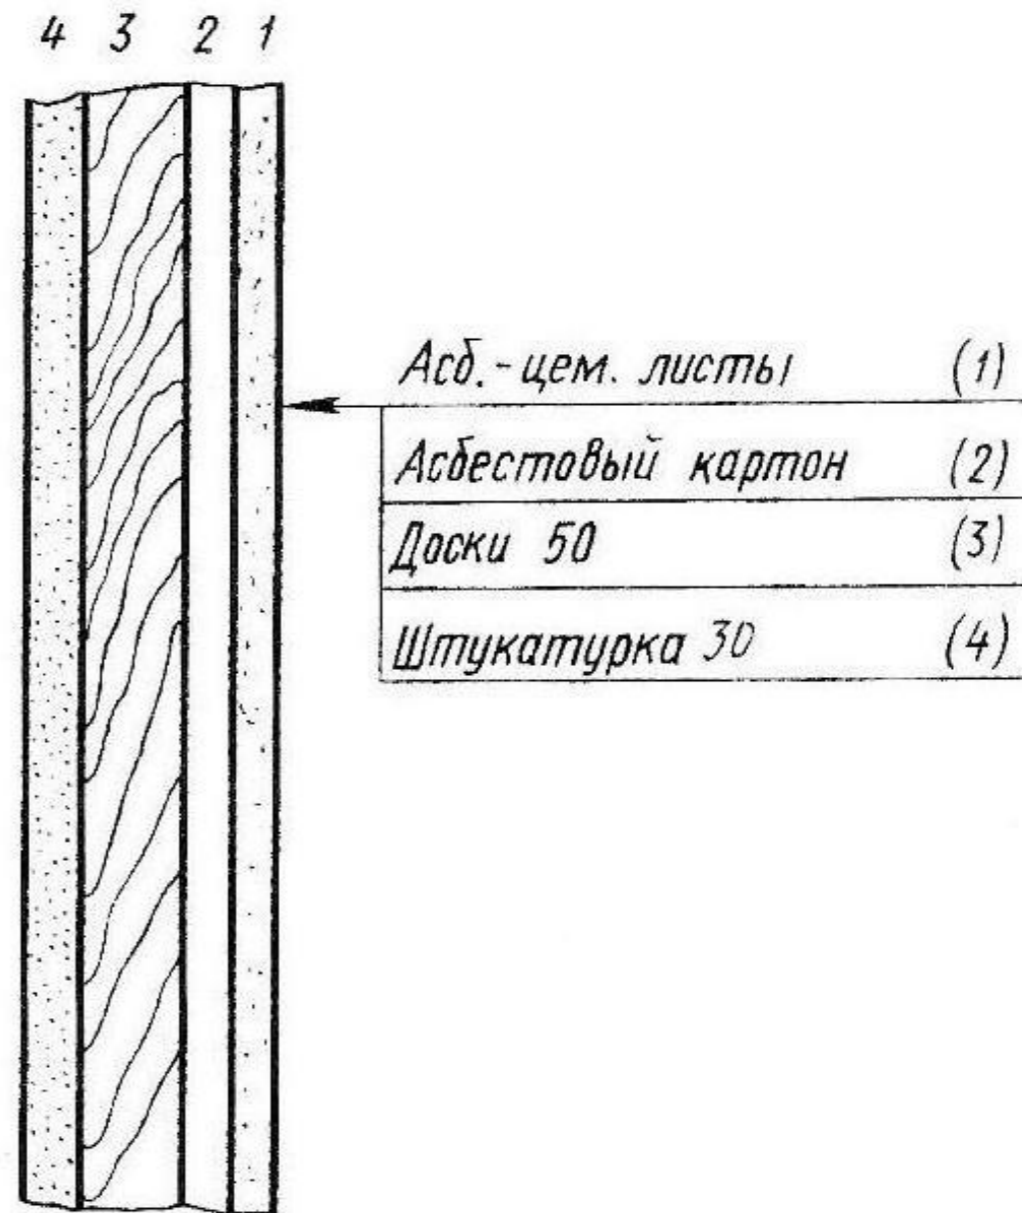 4 3 2 1
Асб.-цем. листы (1)
Асбестовый картон (2)
Доски 50 (3)
Штукатурка 30 (4)